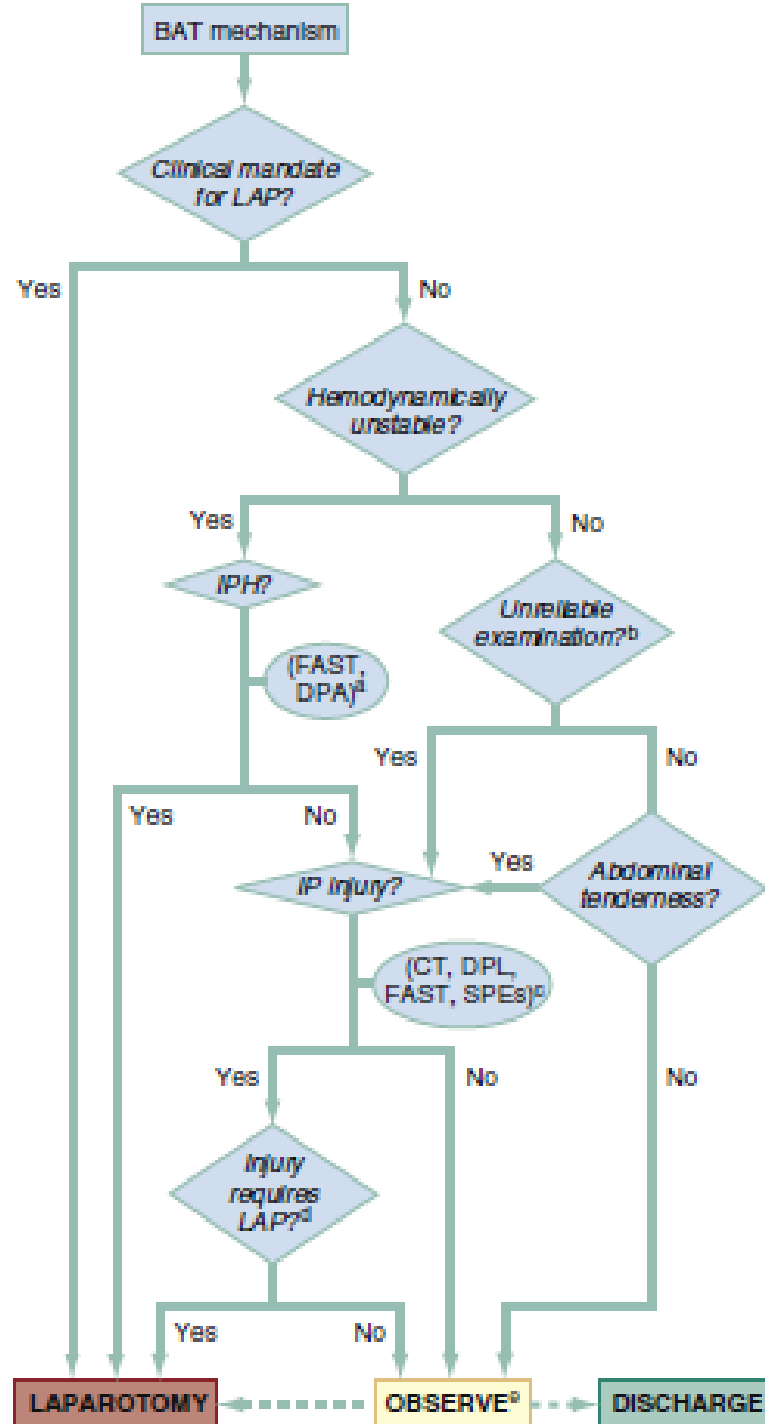 BAT mechanism
Clinical mandate
for LAP?
Yes
No
Hemodynamically
unstable?
Yes
No
IPH?
Unreliable
examination?b
(FAST,
DPA)a
Yes
No
Yes
No
IP injury?
Yes
Abdominal
tenderness?
(CT, DPL,
FAST, SPEs)c
Yes
No
No
Injury
requires
LAP?d
Yes
No
LAPAROTOMY
OBSERVEe
DISCHARGE